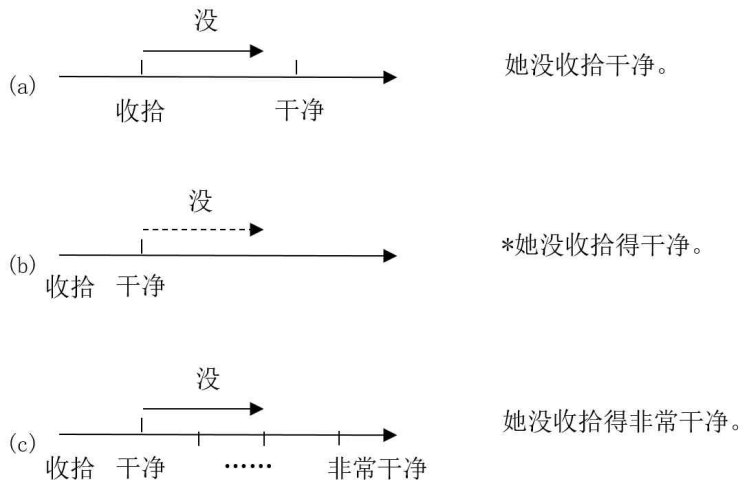 没
(a)
收拾 干净
她没收拾干净。
没
(b)
收拾 干净
*她没收拾得干净。
没
(c)
收拾 干净 …… 非常干净
她没收拾得非常干净。